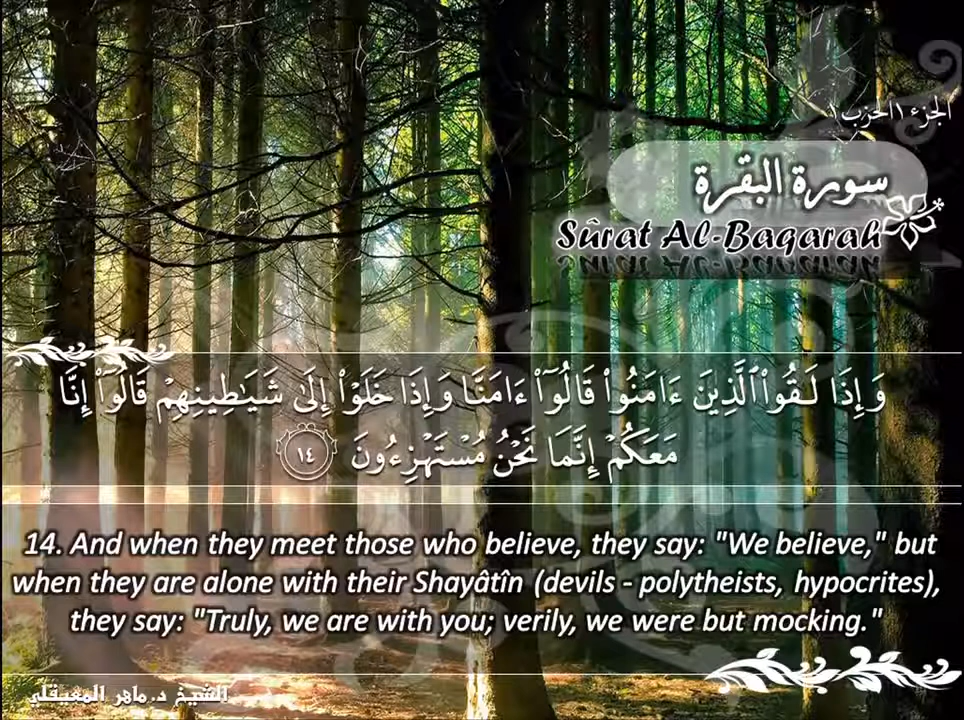 الجزء ١ الحزب ١
سورة البقرة
Sûrat Al-Baqarah
وَإِذَا لَقُوا۟ ٱلَّذِينَ ءَامَنُوا۟ قَالُوٓا۟ ءَامَنَّا وَإِذَا خَلَوْا۟ إِلَىٰ شَيَـٰطِينِهِمْ قَالُوٓا۟ إِنَّا
مَعَكُمْ إِنَّمَا نَحْنُ مُسْتَهْزِءُونَ ١٤
14. And when they meet those who believe, they say: "We believe," but
when they are alone with their Shayâtîn (devils - polytheists, hypocrites),
they say: "Truly, we are with you; verily, we were but mocking."
الشيخ د. ماهر المعيقلي